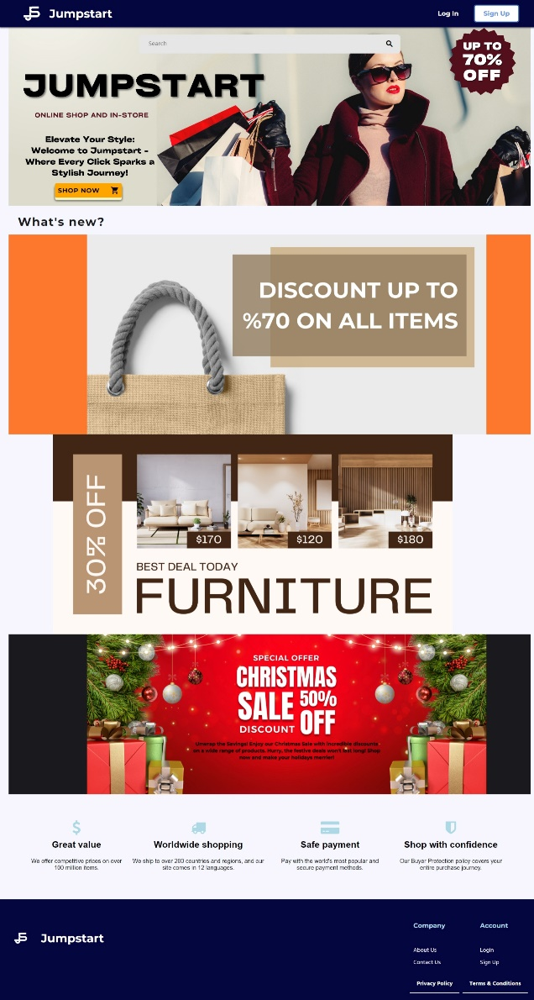 Jumpstart
Log In
Sign Up
Search
UP TO
70%
OFF
JUMPSTART
ONLINE SHOP AND IN-STORE
Elevate Your Style:
Welcome to Jumpstart -
Where Every Click Sparks a
Stylish Journey!
SHOP NOW
What's new?
DISCOUNT UP TO
%70 ON ALL ITEMS
30% OFF
$170
$120
$180
BEST DEAL TODAY
FURNITURE
SPECIAL OFFER
CHRISTMAS
SALE 50%
DISCOUNT OFF
Unwrap the Savings! Enjoy our Christmas Sale with incredible discounts
on a wide range of products. Hurry, the festive deals won't last long! Shop
now and make your holidays merrier!
Great value
We offer competitive prices on over
100 million items.
Worldwide shopping
We ship to over 200 countries and regions, and our
site comes in 12 languages.
Safe payment
Pay with the world's most popular and
secure payment methods.
Shop with confidence
Our Buyer Protection policy covers your
entire purchase journey.
Jumpstart
Company
About Us
Contact Us
Account
Login
Sign Up
Privacy Policy
Terms & Conditions